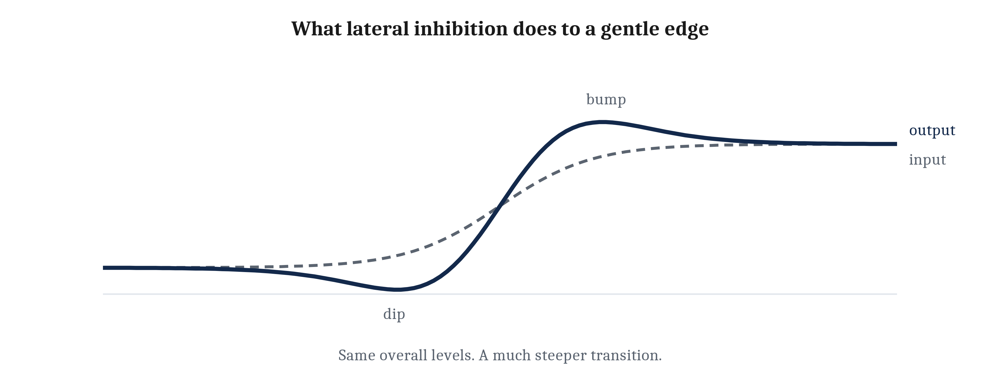 What lateral inhibition does to a gentle edge
bump
output
input
dip
Same overall levels. A much steeper transition.